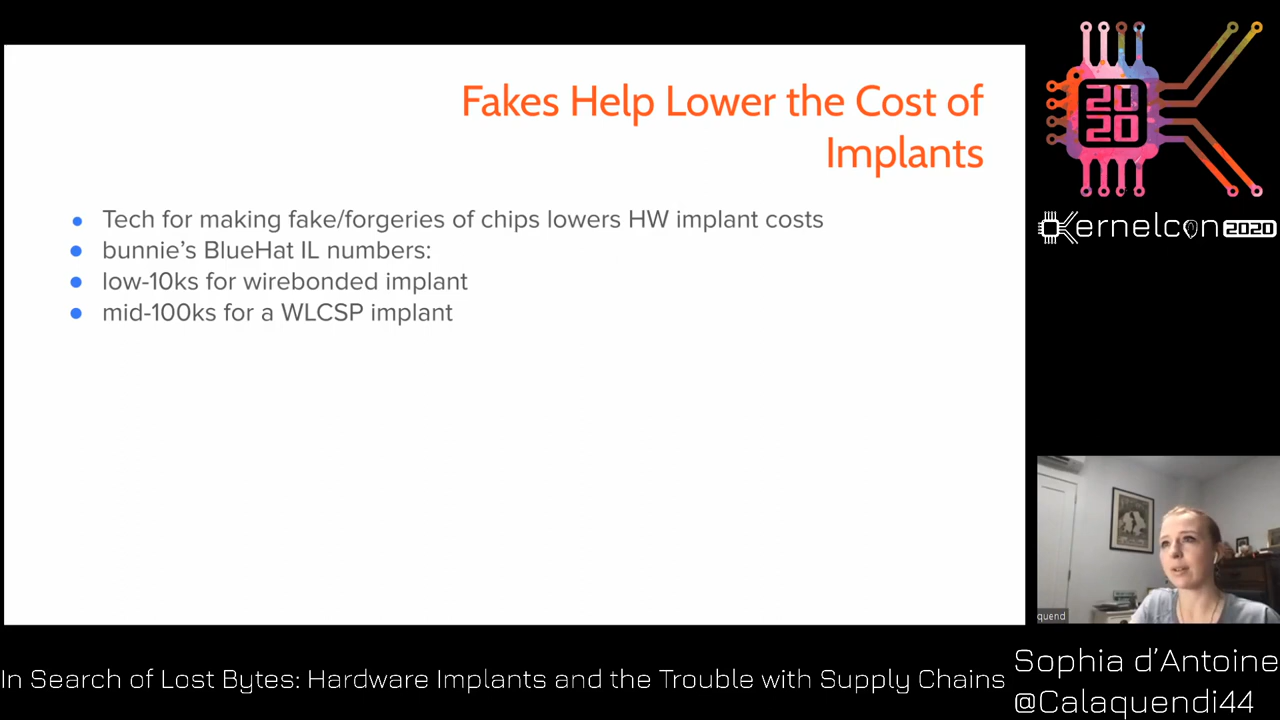 Fakes Help Lower the Cost of
Implants
● Tech for making fake/forgeries of chips lowers HW implant costs
● bunnie’s BlueHat IL numbers:
● low-10ks for wirebonded implant
● mid-100ks for a WLCSP implant
20
20
Kernelcon 2020
quend
In Search of Lost Bytes: Hardware Implants and the Trouble with Supply Chains
Sophia d’Antoine
@Calaquendi44